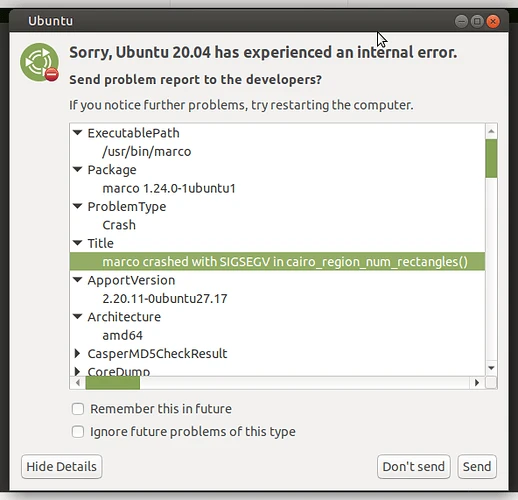 Ubuntu
Sorry, Ubuntu 20.04 has experienced an internal error.
Send problem report to the developers?
If you notice further problems, try restarting the computer.
ExecutablePath
/usr/bin/marco
Package
marco 1.24.0-1ubuntu1
ProblemType
Crash
Title
marco crashed with SIGSEGV in cairo_region_num_rectangles()
ApportVersion
2.20.11-0ubuntu27.17
Architecture
amd64
CasperMD5CheckResult
CoreDump
Remember this in future
Ignore future problems of this type
Hide Details
Don't send
Send